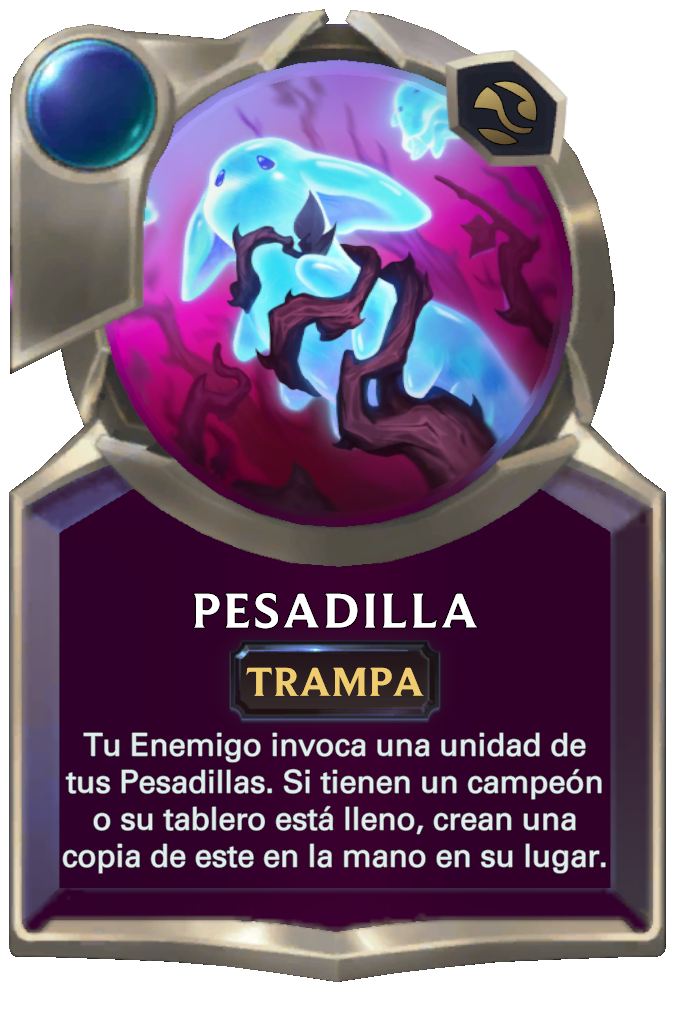 PESADILLA
TRAMPA
Tu Enemigo invoca una unidad de
tus Pesadillas. Si tienen un campeón
o su tablero está lleno, crean una
copia de este en la mano en su lugar.